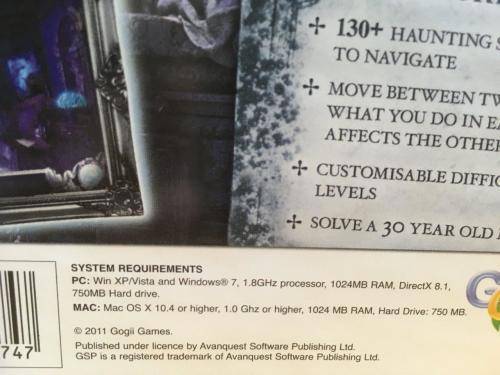 130+ HAUNTING
TO NAVIGATE
MOVE BETWEEN
WHAT YOU DO IN
AFFECTS THE OTHER
CUSTOMISABLE
LEVELS
SOLVE A 30 YEAR OLD
SYSTEM REQUIREMENTS
PC: Win XP/Vista and Windows® 7, 1.8GHz processor, 1024MB RAM, DirectX 8.1,
750MB Hard drive.
MAC: Mac OS X 10.4 or higher, 1.0 Ghz or higher, 1024 MB RAM, Hard Drive: 750 MB.
© 2011 Gogii Games.
Published under licence by Avanquest Software Publishing Ltd.
GSP is a registered trademark of Avanquest Software Publishing Ltd.
747